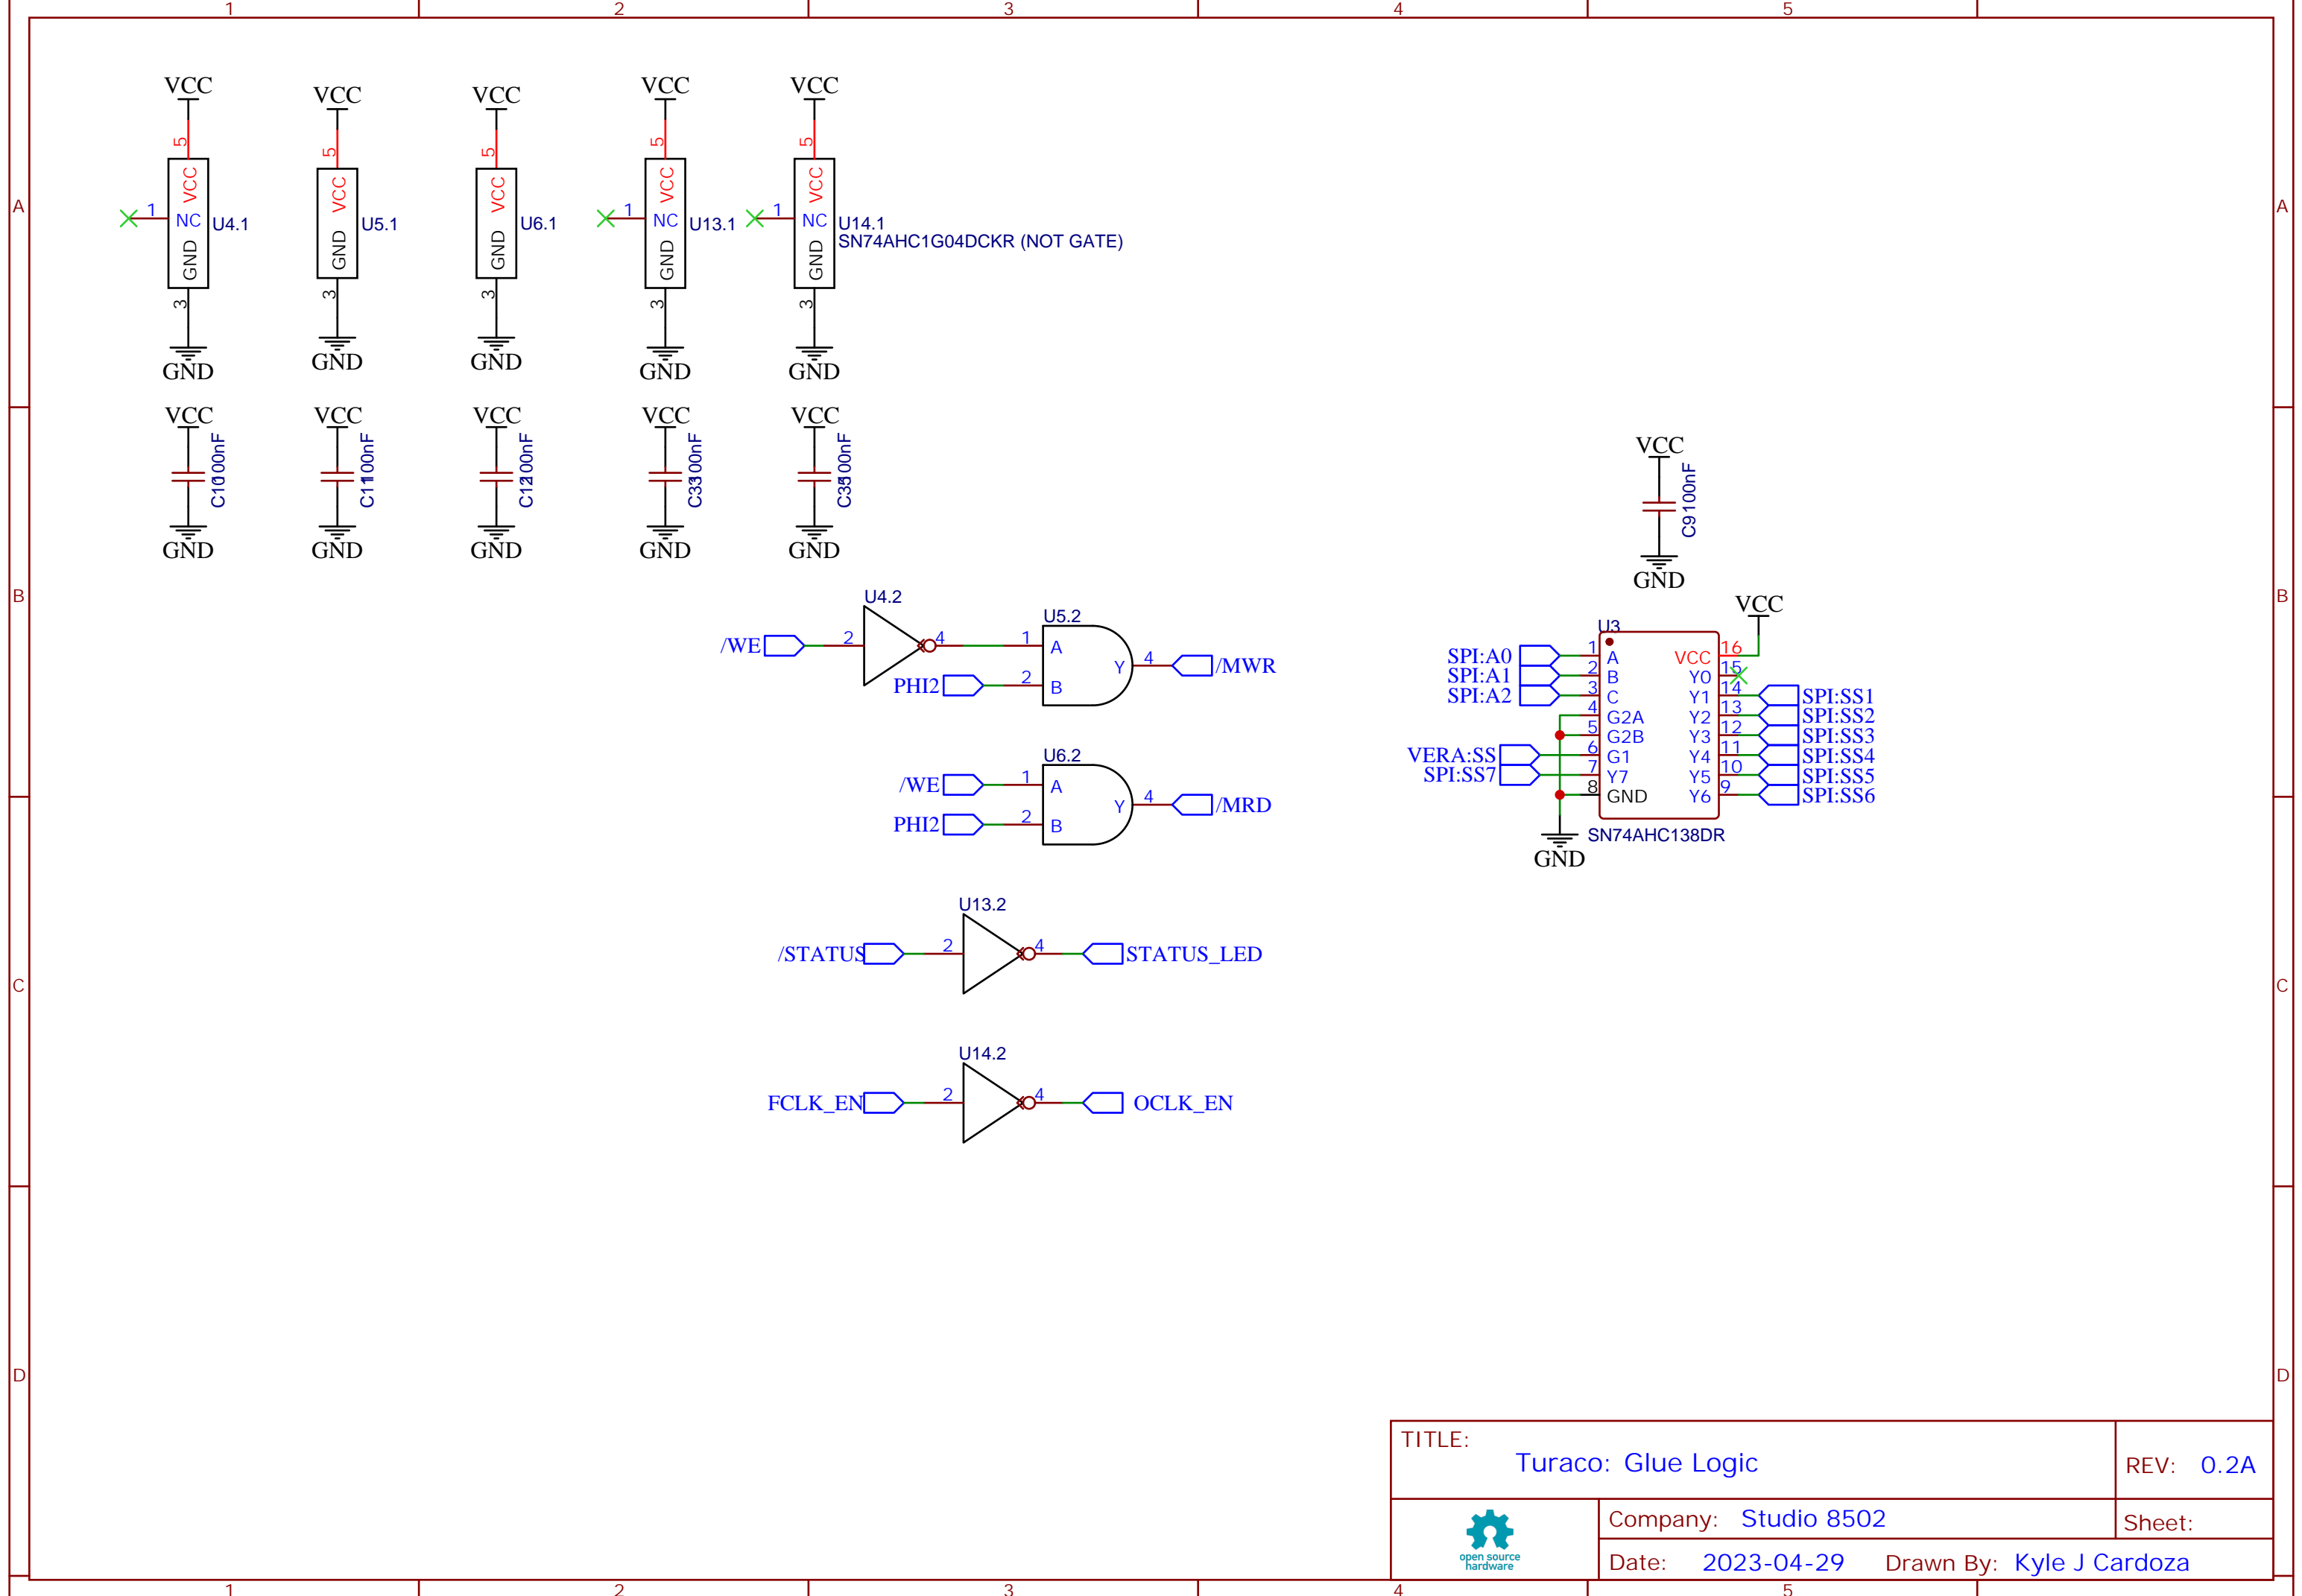 1 2 3 4 5
VCC VCC VCC VCC VCC
5 5 5 5 5
VCC VCC VCC VCC VCC
A A
1 NC U4.1 U5.1 U6.1 1 NC U13.1 1 NC U14.1
SN74AHC1G04DCKR (NOT GATE)
GND GND GND GND GND
3 3 3 3 3
GND GND GND GND GND
VCC VCC VCC VCC VCC
C10 100nF C11 100nF C12 100nF C33 100nF 100nF
GND GND GND GND GND
VCC
C9 100nF
GND
B B
U4.2
/WE 2 4
U5.2
1 A
PHI2 2 B
Y 4 /MWR
U6.2
/WE 1 A
PHI2 2 B
Y 4 /MRD
VCC
U3
SPI:A0 1 A VCC 16
SPI:A1 2 B Y0 15
SPI:A2 3 C Y1 14 SPI:SS1
4 G2A Y2 13 SPI:SS2
5 G2B Y3 12 SPI:SS3
VERA:SS 6 G1 Y4 11 SPI:SS4
SPI:SS7 7 Y7 Y5 10 SPI:SS5
8 GND Y6 9 SPI:SS6
SN74AHC138DR
GND
U13.2
/STATUS 2 4 STATUS_LED
C C
U14.2
FCLK_EN 2 4 OCLK_EN
D D
TITLE:
Turaco: Glue Logic
REV: 0.2A
open source
hardware
Company: Studio 8502
Sheet:
Date: 2023-04-29 Drawn By: Kyle J Cardoza
1 2 3 4 5